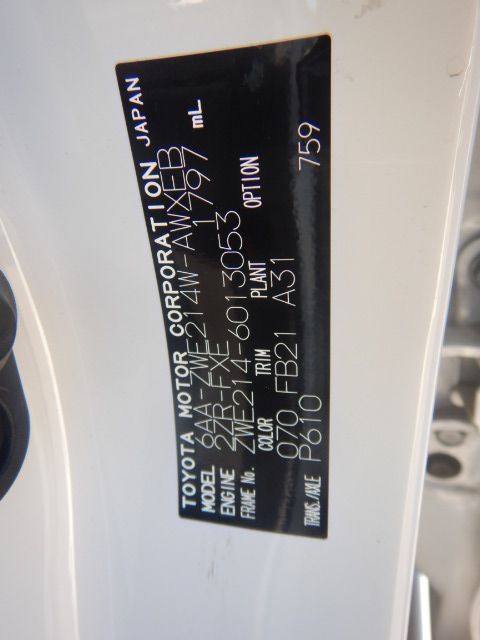 TOYOTA MOTOR CORPORATION JAPAN
MODEL 6AA-ZWE214W-AWXEB
ENGINE 2ZR-FXE 1797 mL
FRAME No. ZWE214-6013053
COLOR TRIM PLANT OPTION
070 FB21 A31
TRANS./AXLE P610 759